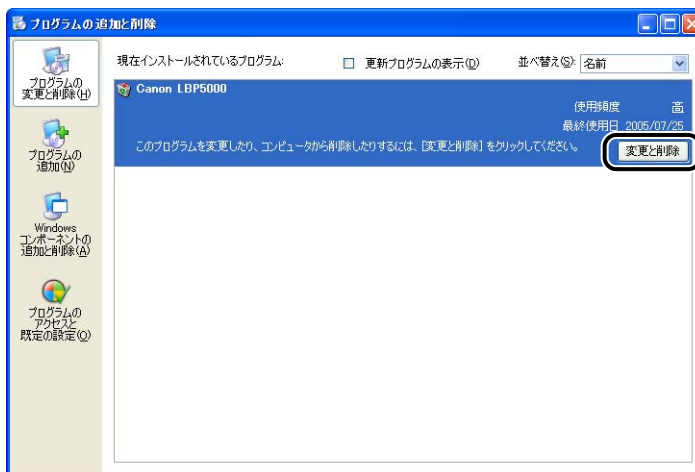 プログラムの追加と削除
プログラムの
変更と削除(H)
プログラムの
追加(N)
Windows
コンポーネントの
追加と削除(A)
プログラムの
アクセスと
既定の設定(O)
現在インストールされているプログラム:
更新プログラムの表示(D)
並べ替え(S):
名前
Canon LBP5000
使用頻度
高
最終使用日 2005/07/25
このプログラムを変更したり、コンピュータから削除したりするには、[変更と削除] をクリックしてください。
変更と削除